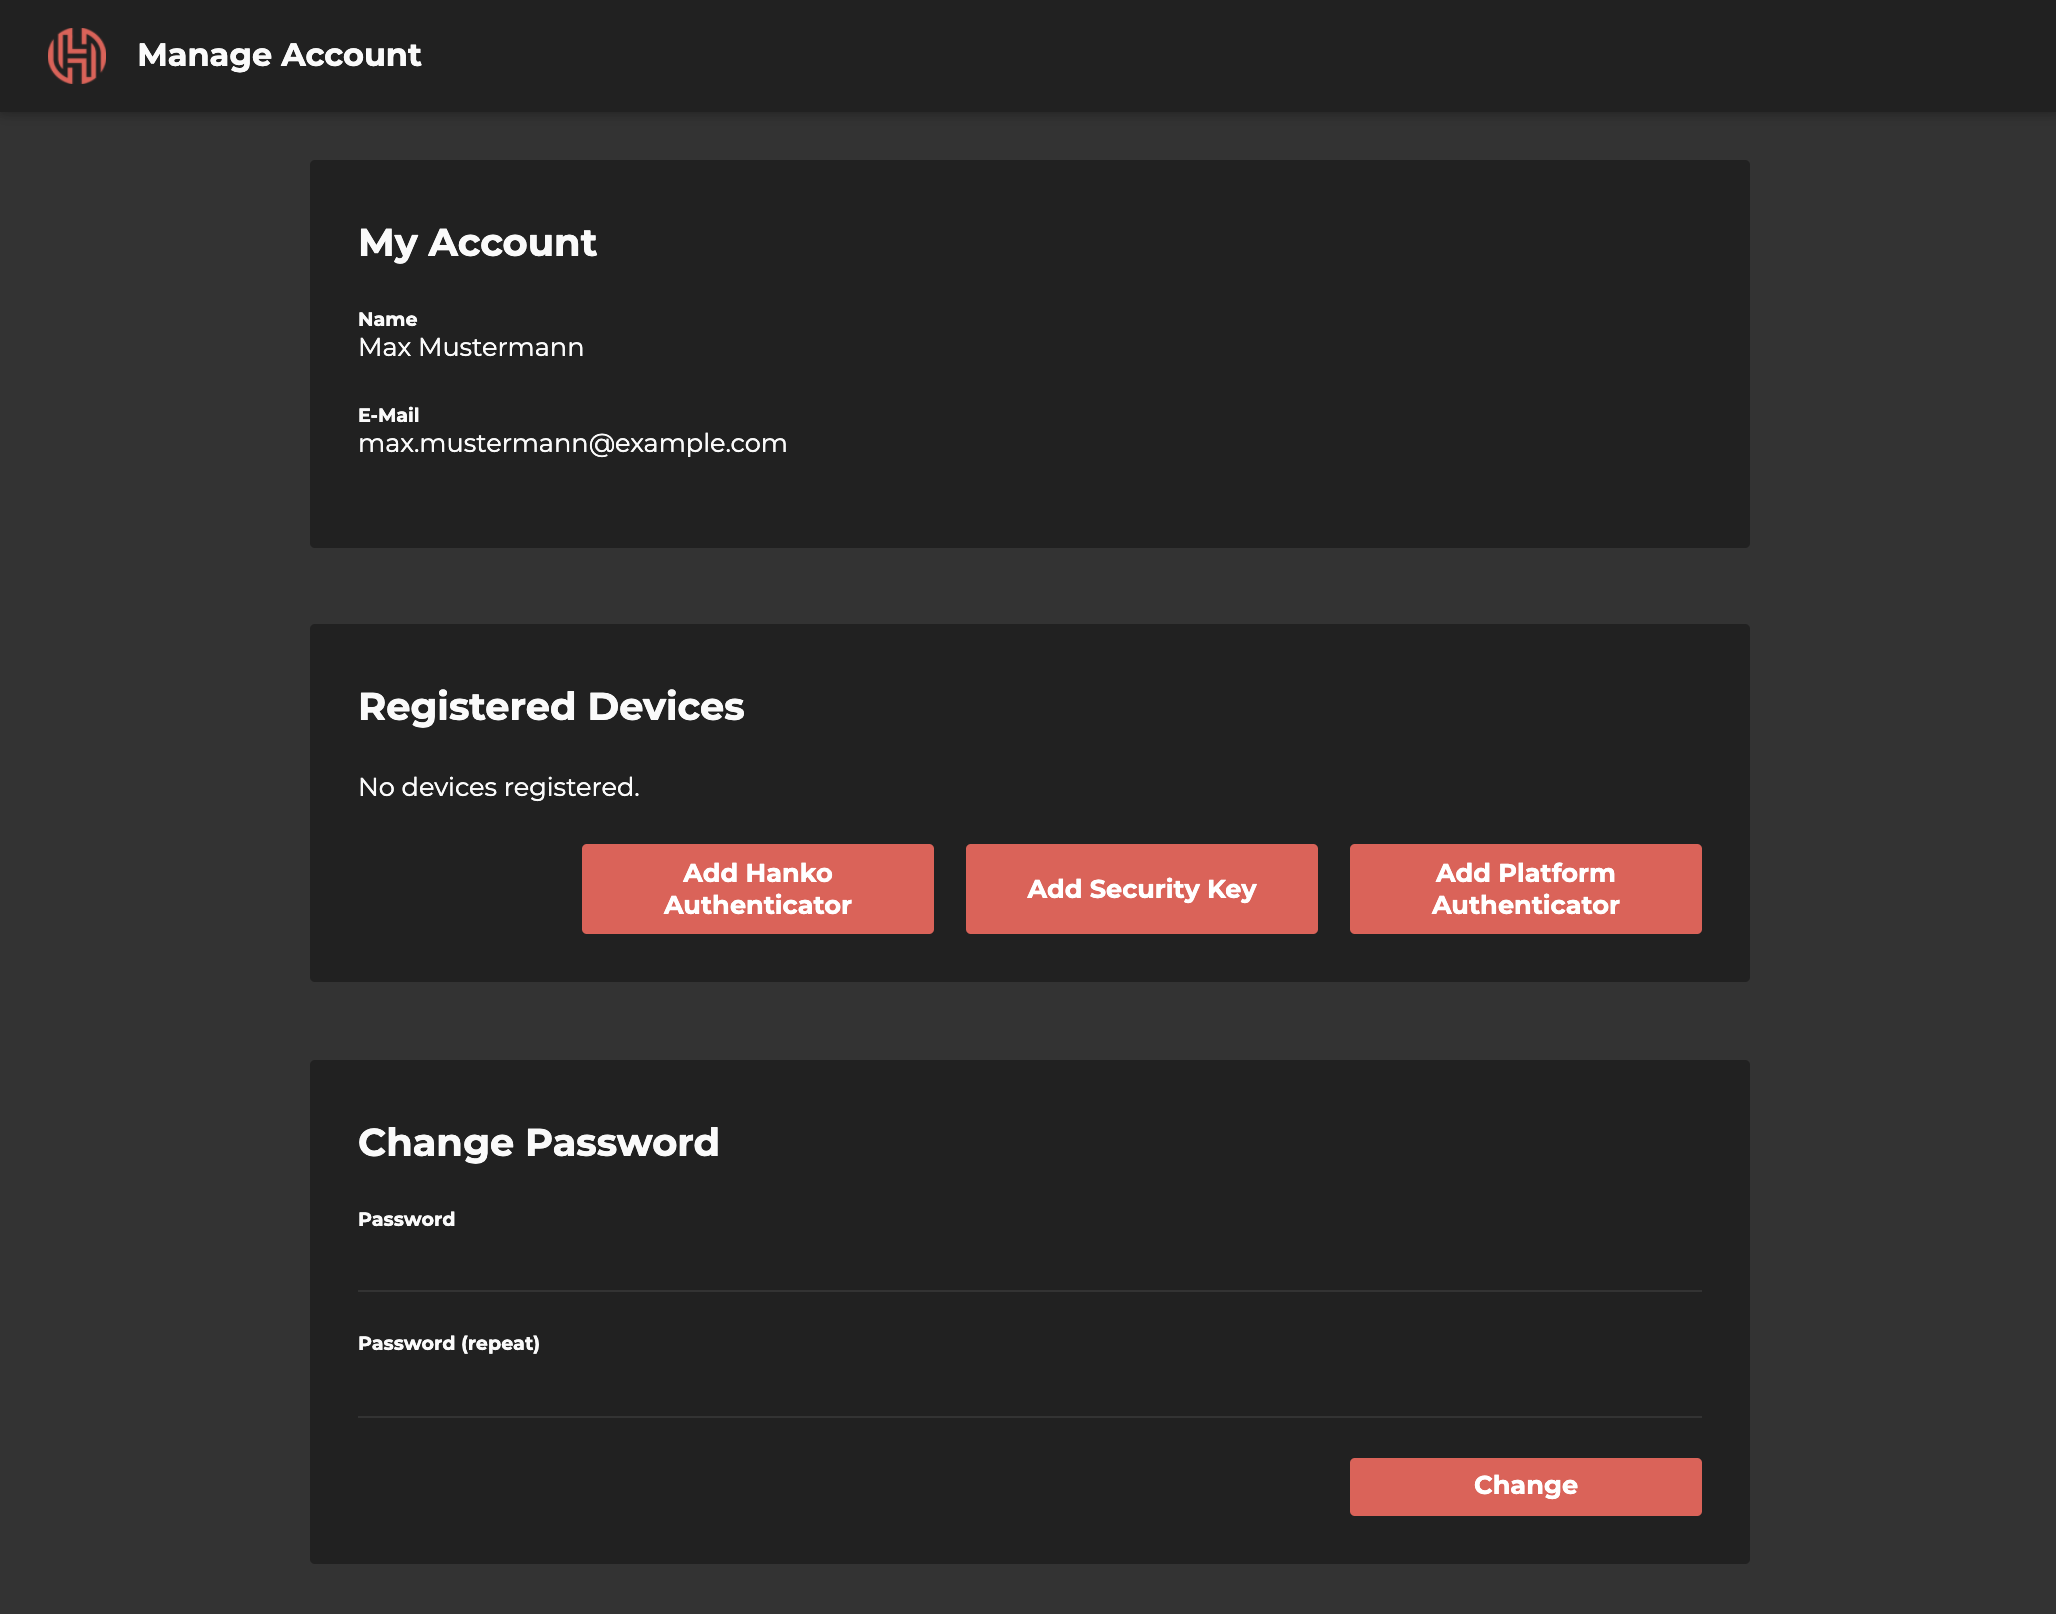 Manage Account
My Account
Name
Max Mustermann
E-Mail
max.mustermann@example.com
Registered Devices
No devices registered.
Add Hanko
Authenticator
Add Security Key
Add Platform
Authenticator
Change Password
Password
Password (repeat)
Change